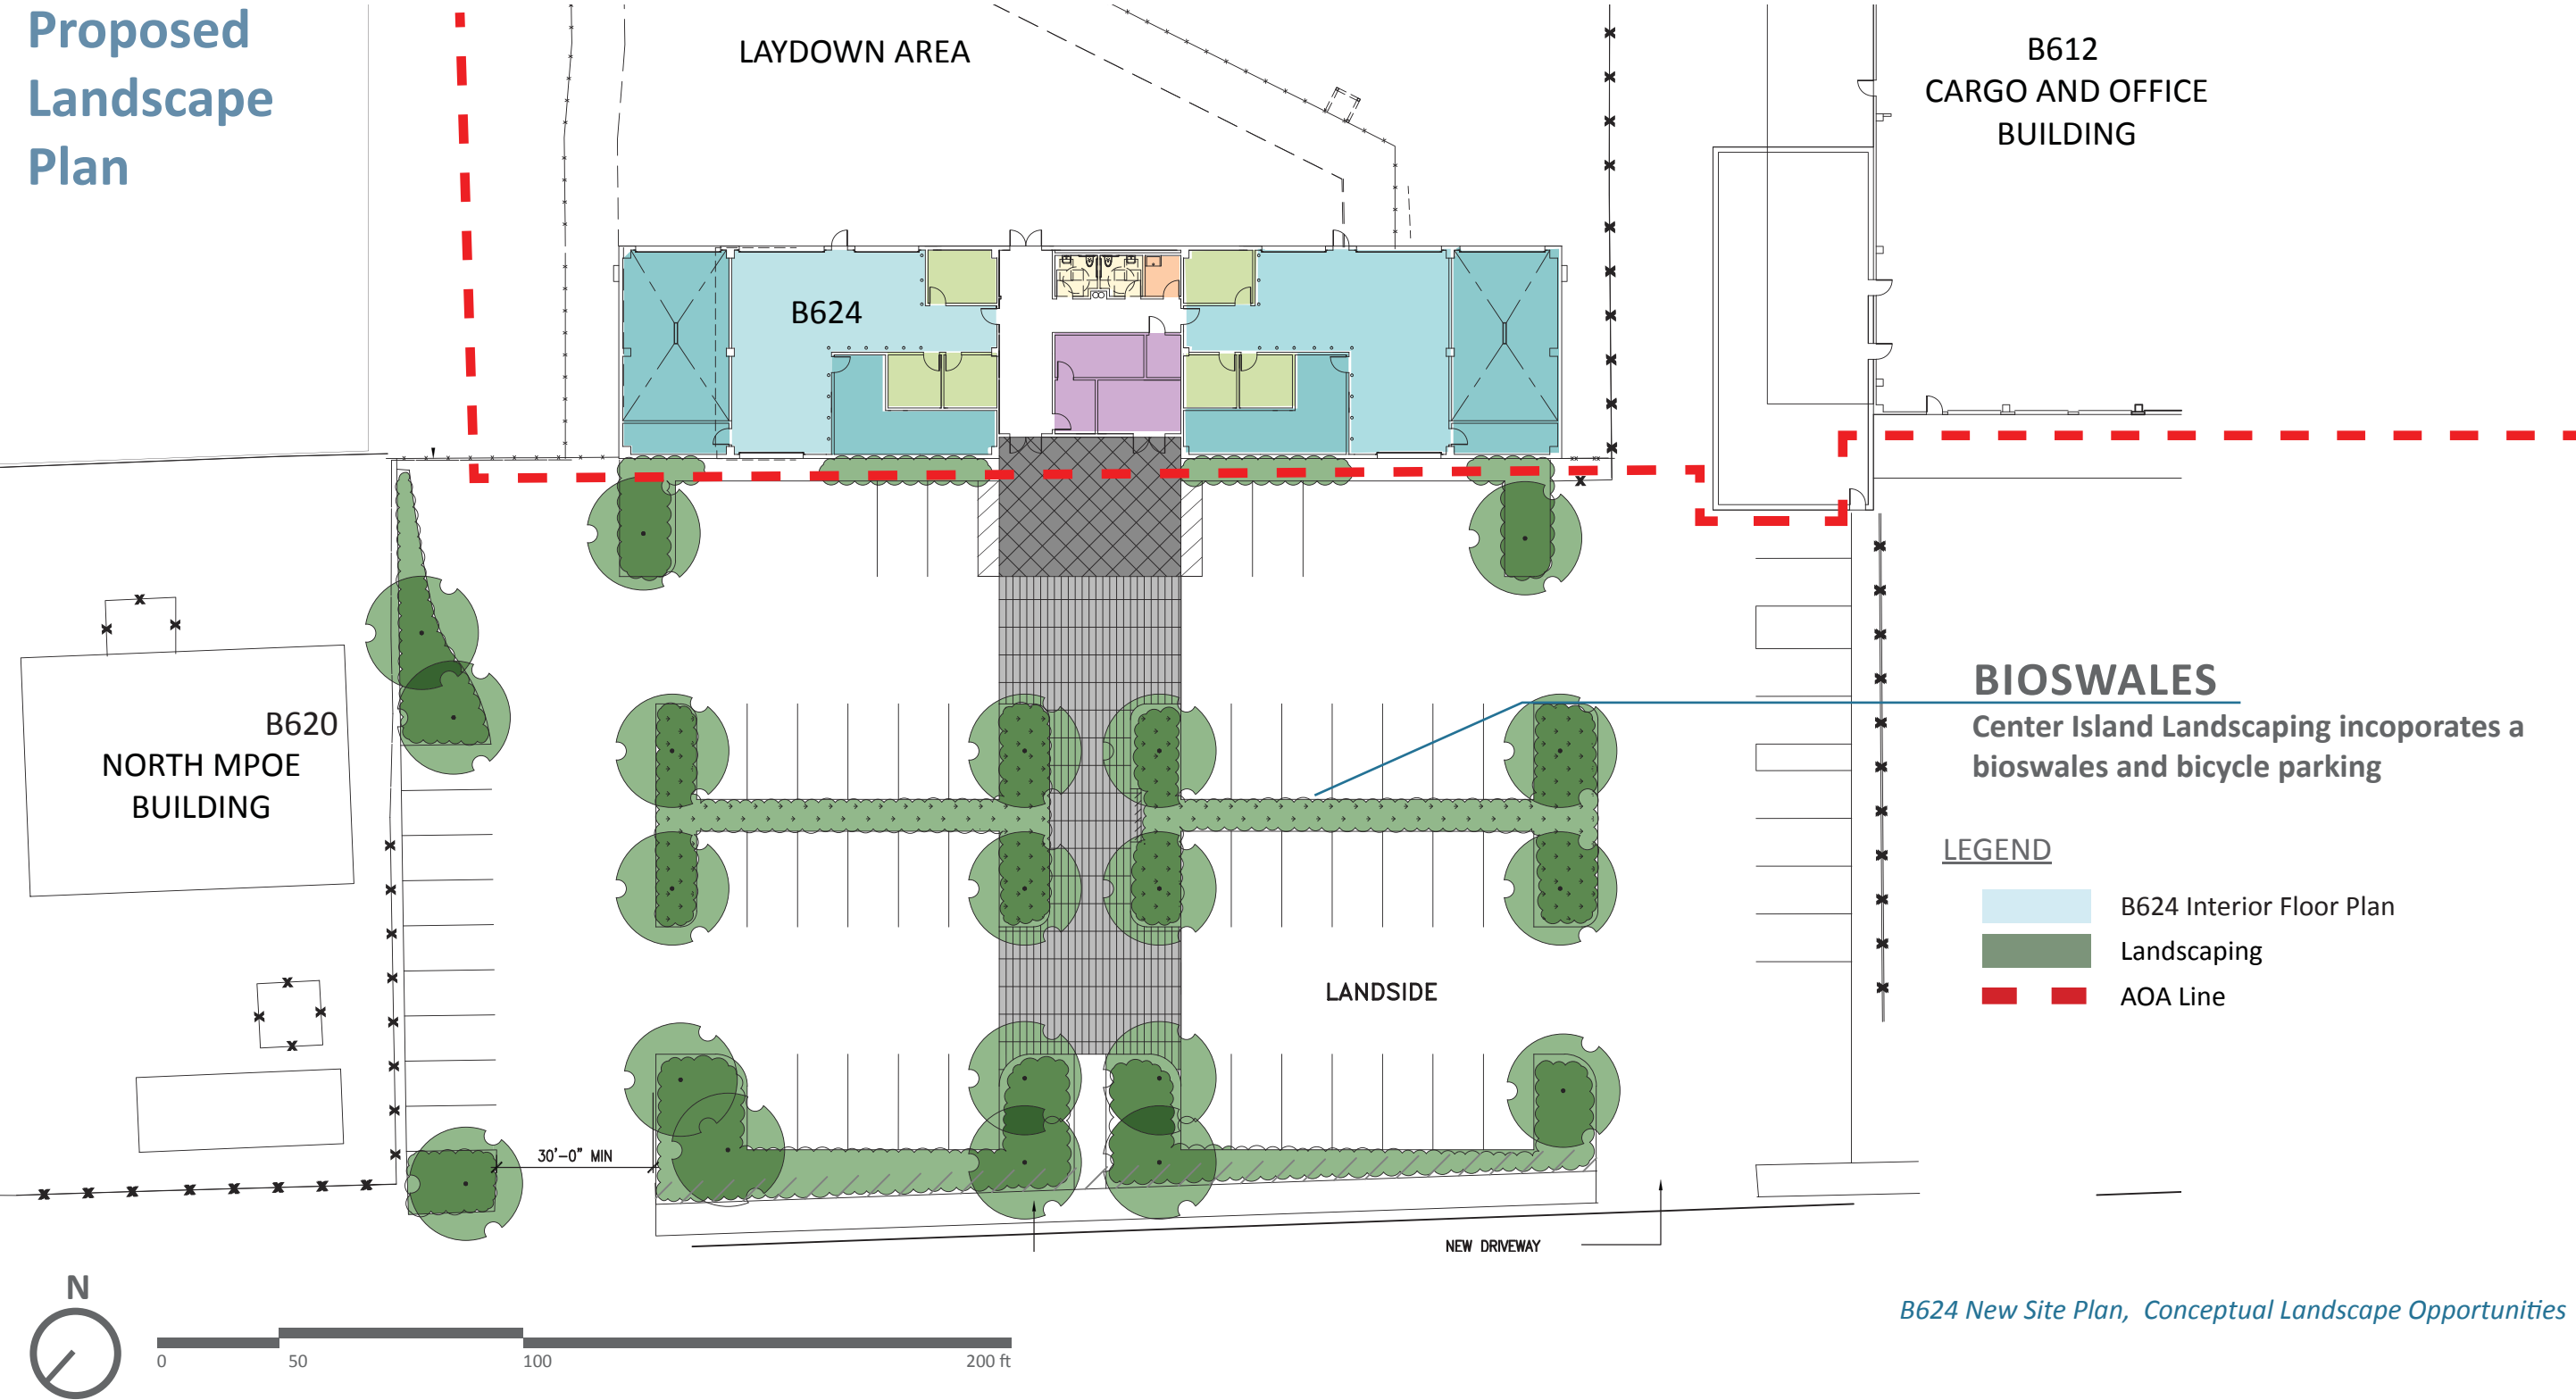 Proposed
Landscape
Plan
LAYDOWN AREA
B612
CARGO AND OFFICE
BUILDING
B624
B620
NORTH MPOE
BUILDING
BIOSWALES
Center Island Landscaping incoporates a
bioswales and bicycle parking
LEGEND
B624 Interior Floor Plan
Landscaping
AOA Line
LANDSIDE
30'-0" MIN
NEW DRIVEWAY
N
0 50 100 200 ft
B624 New Site Plan, Conceptual Landscape Opportunities